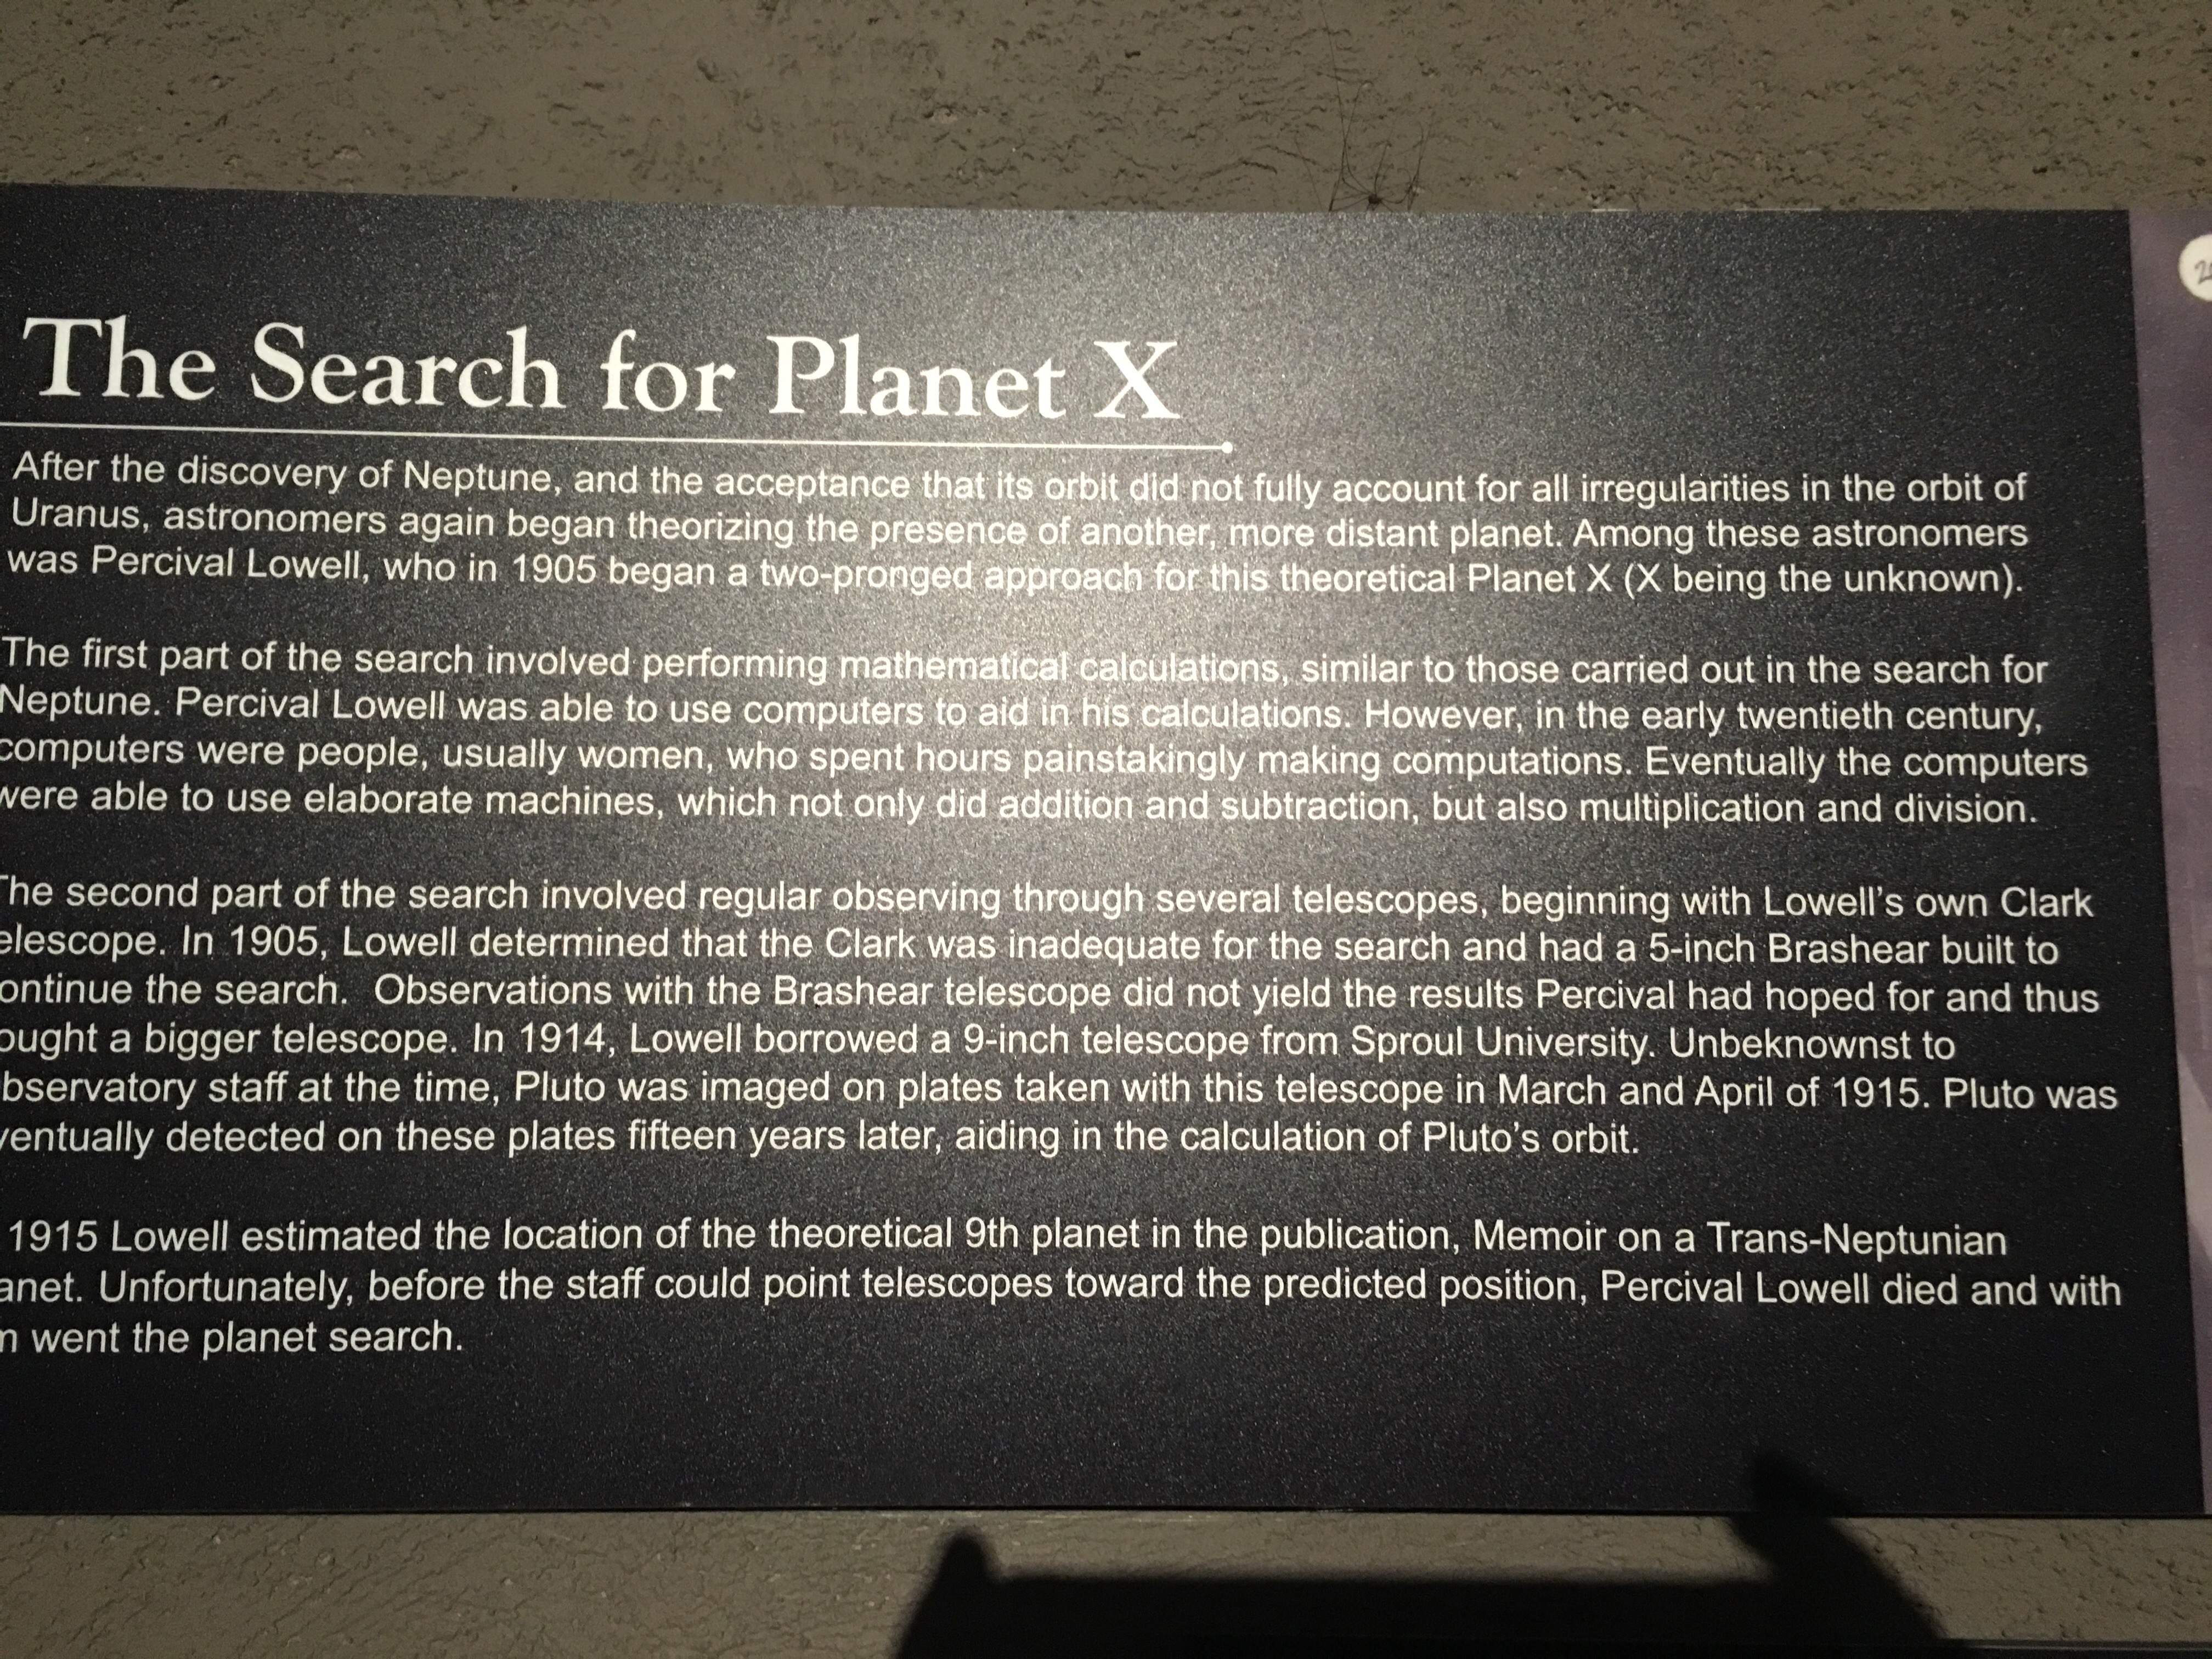 The Search for Planet X
After the discovery of Neptune, and the acceptance that its orbit did not fully account for all irregularities in the orbit of
Uranus, astronomers again began theorizing the presence of another, more distant planet. Among these astronomers
was Percival Lowell, who in 1905 began a two-pronged approach for this theoretical Planet X (X being the unknown).
The first part of the search involved performing mathematical calculations, similar to those carried out in the search for
Neptune. Percival Lowell was able to use computers to aid in his calculations. However, in the early twentieth century,
computers were people, usually women, who spent hours painstakingly making computations. Eventually the computers
were able to use elaborate machines, which not only did addition and subtraction, but also multiplication and division.
The second part of the search involved regular observing through several telescopes, beginning with Lowell's own Clark
elescope. In 1905, Lowell determined that the Clark was inadequate for the search and had a 5-inch Brashear built to
ontinue the search. Observations with the Brashear telescope did not yield the results Percival had hoped for and thus
ought a bigger telescope. In 1914, Lowell borrowed a 9-inch telescope from Sproul University. Unbeknownst to
bservatory staff at the time, Pluto was imaged on plates taken with this telescope in March and April of 1915. Pluto was
ventually detected on these plates fifteen years later, aiding in the calculation of Pluto's orbit.
1915 Lowell estimated the location of the theoretical 9th planet in the publication, Memoir on a Trans-Neptunian
anet. Unfortunately, before the staff could point telescopes toward the predicted position, Percival Lowell died and with
went the planet search.